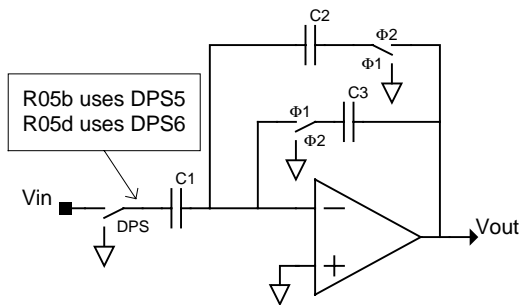 C2
Φ2
Φ1
R05b uses DPS5
R05d uses DPS6
Φ1
C3
Φ2
C1
Vin
DPS
Vout